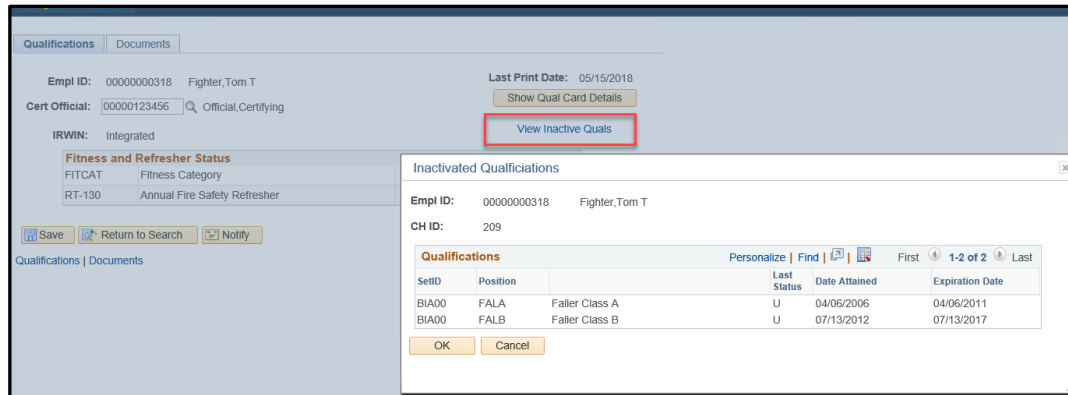 Qualifications Documents
Empl ID: 00000000318 Fighter,Tom T
Last Print Date: 05/15/2018
Show Qual Card Details
Cert Official: 00000123456 Official,Certifying
View Inactive Quals
IRWIN: Integrated
Fitness and Refresher Status
FITCAT Fitness Category
RT-130 Annual Fire Safety Refresher
Save Return to Search Notify
Qualifications | Documents
Inactivated Qualficiations
Empl ID: 00000000318 Fighter,Tom T
CH ID: 209
Qualifications Personalize | Find | | First 1-2 of 2 Last
SetID Position Last Status Date Attained Expiration Date
BIA00 FALA Faller Class A U 04/06/2006 04/06/2011
BIA00 FALB Faller Class B U 07/13/2012 07/13/2017
OK Cancel